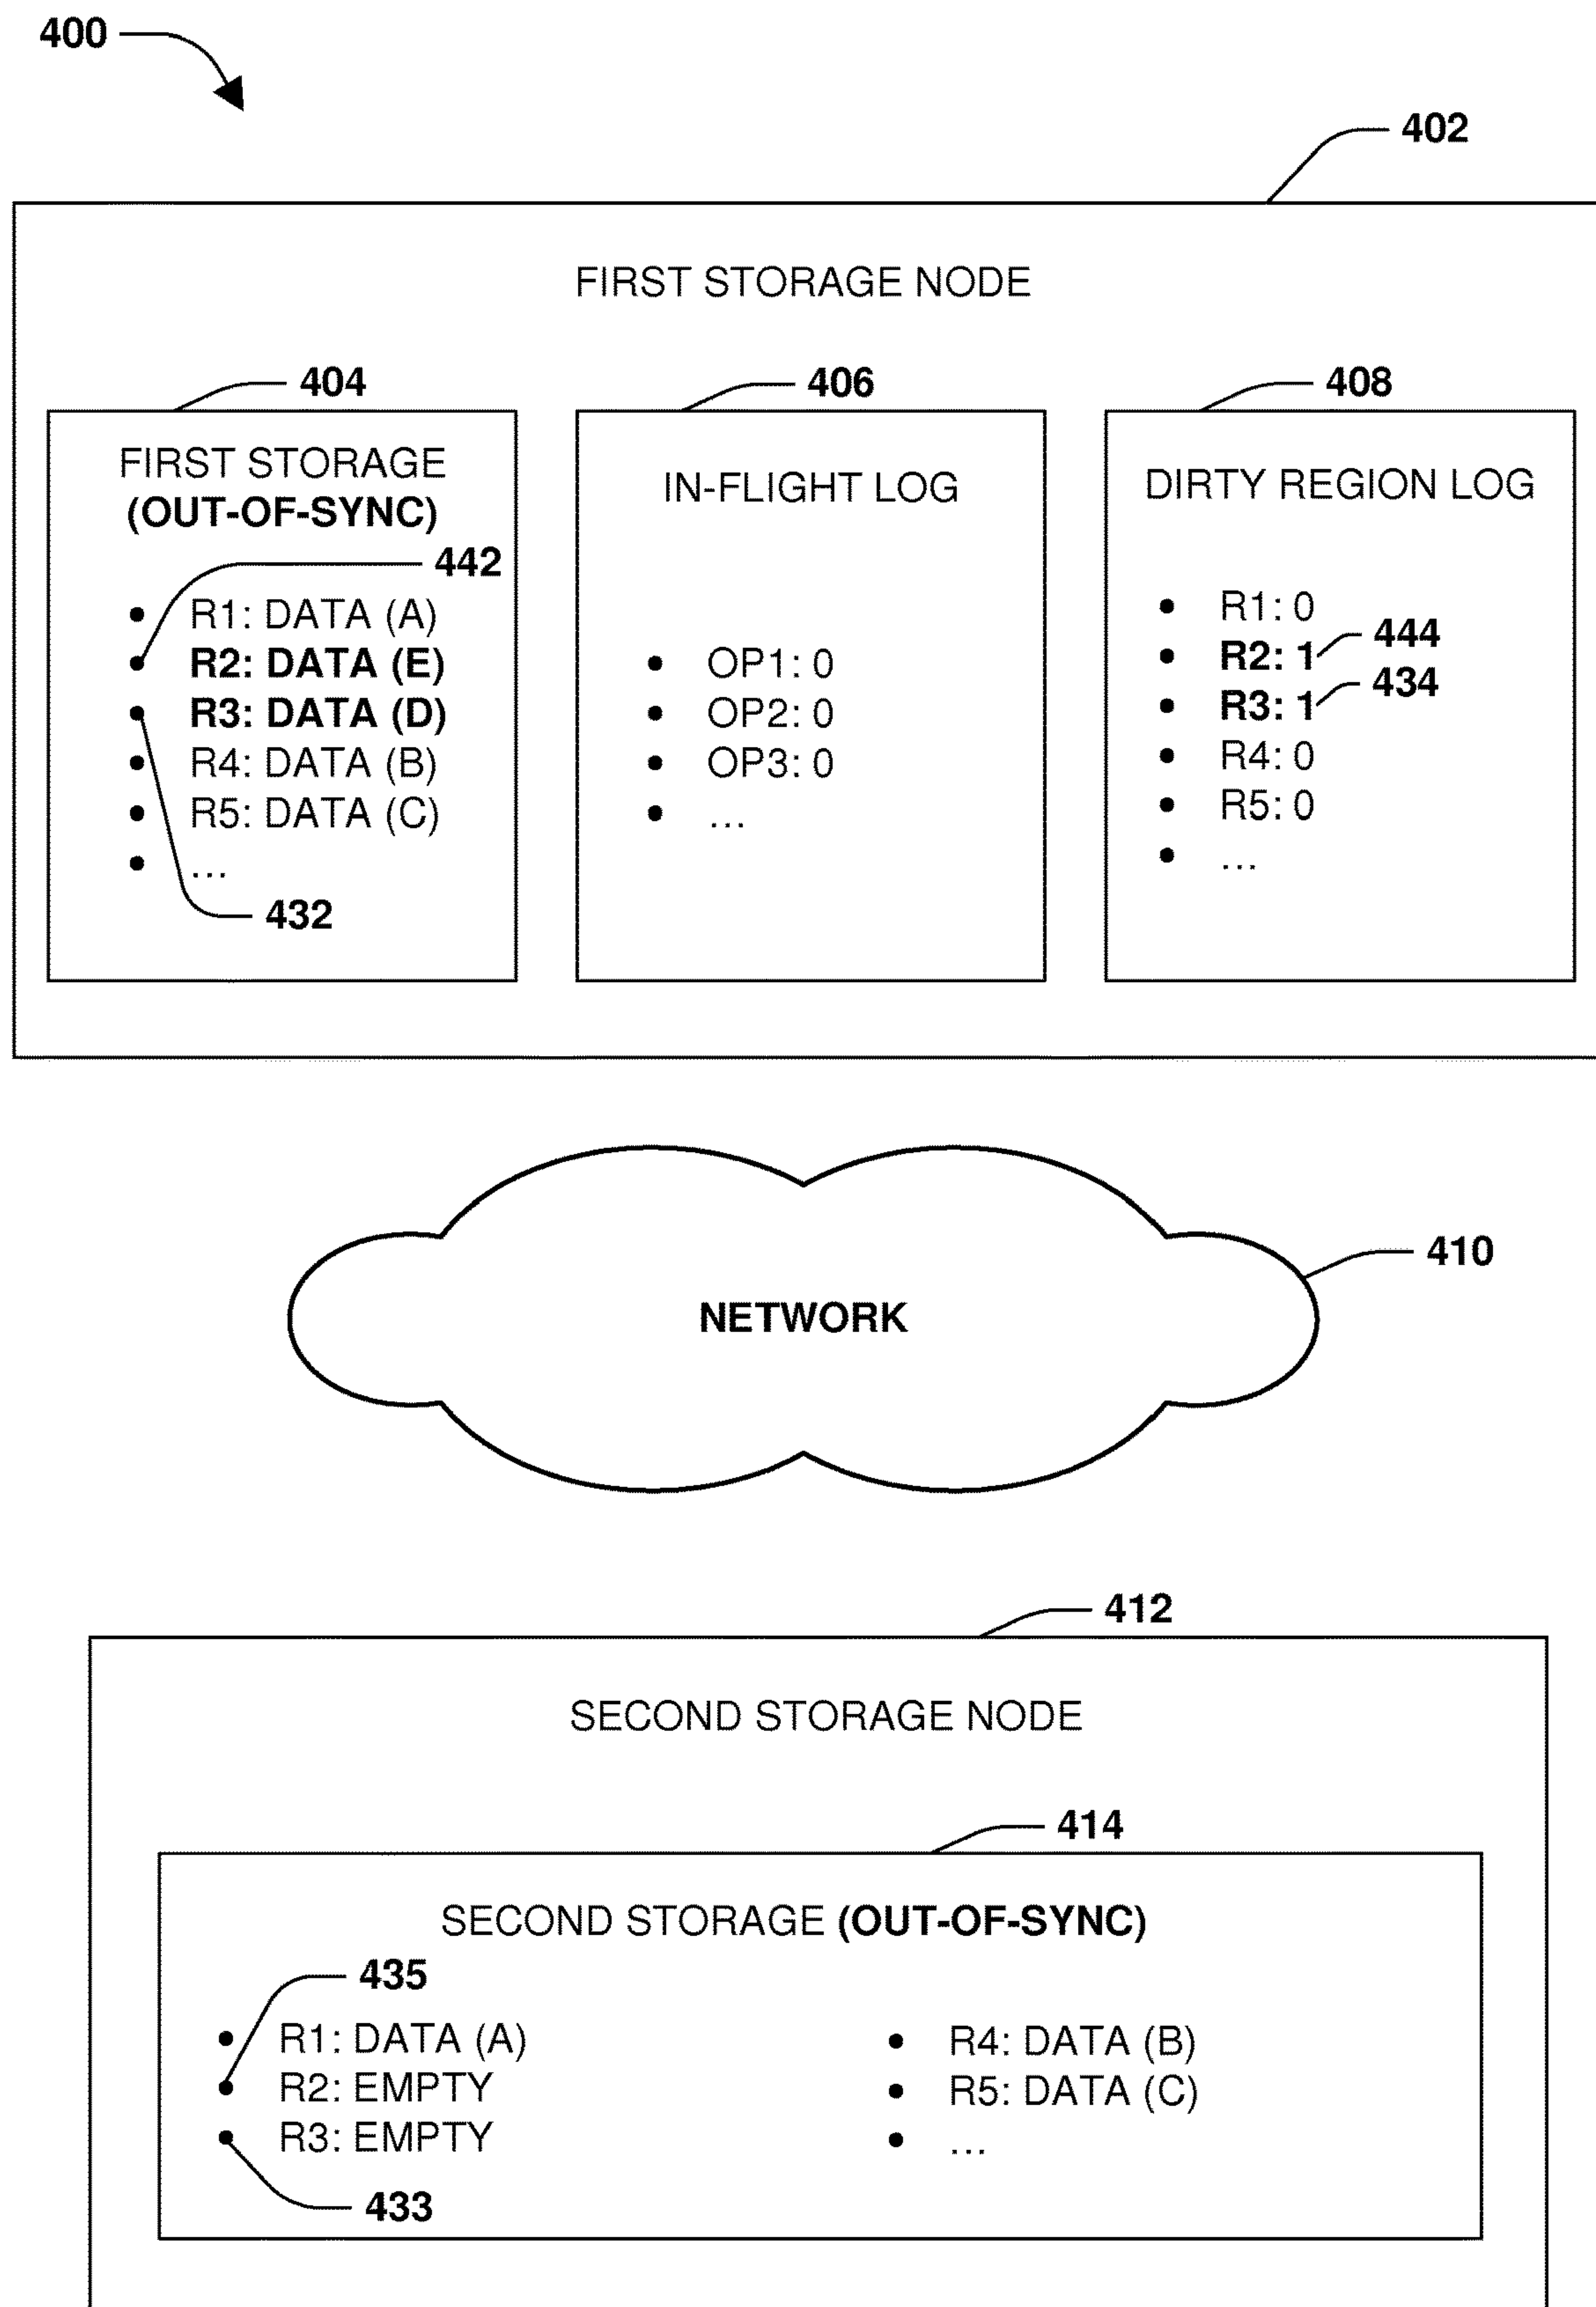 400
402
FIRST STORAGE NODE
404
FIRST STORAGE
(OUT-OF-SYNC)
442
• R1: DATA (A)
• R2: DATA (E)
• R3: DATA (D)
• R4: DATA (B)
• R5: DATA (C)
• ...
432
406
IN-FLIGHT LOG
• OP1: 0
• OP2: 0
• OP3: 0
• ...
408
DIRTY REGION LOG
• R1: 0
• R2: 1 444
• R3: 1 434
• R4: 0
• R5: 0
• ...
NETWORK
410
412
SECOND STORAGE NODE
414
SECOND STORAGE (OUT-OF-SYNC)
435
• R1: DATA (A)
• R2: EMPTY
• R3: EMPTY
433
• R4: DATA (B)
• R5: DATA (C)
• ...